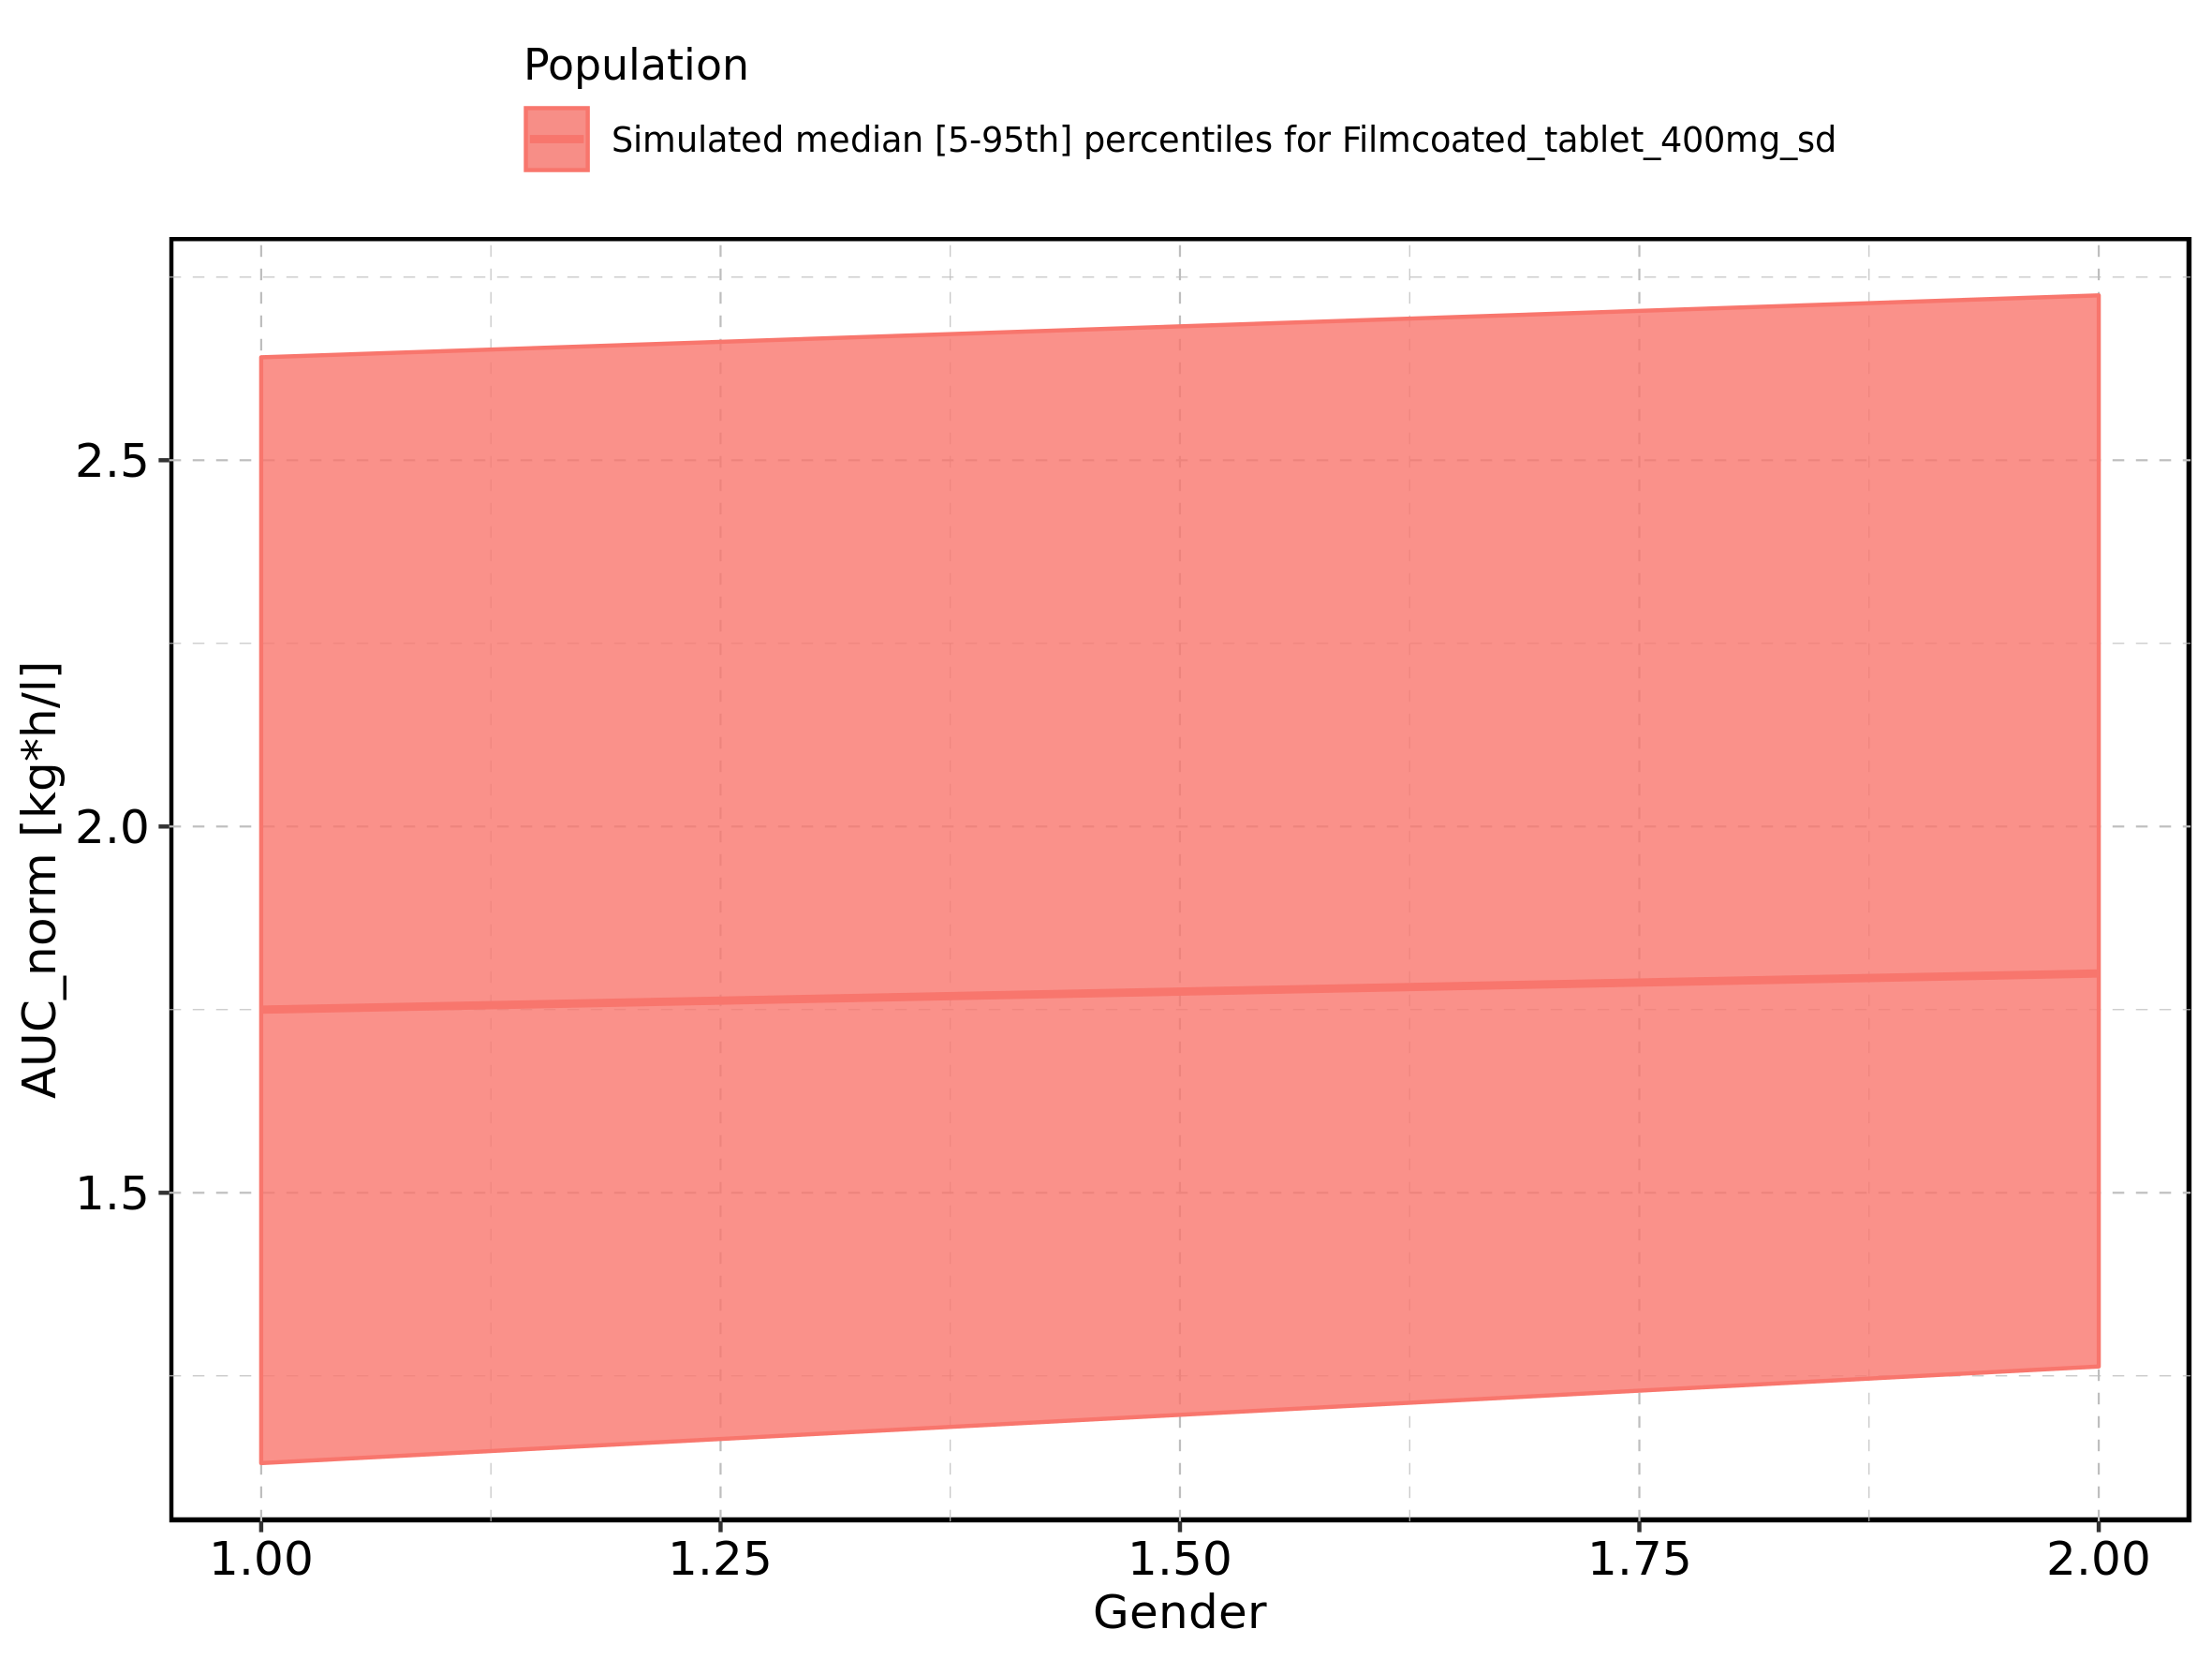 Population
Simulated median [5-95th] percentiles for Filmcoated_tablet_400mg_sd
AUC_norm [kg*h/l]
2.5
2.0
1.5
1.00 1.25 1.50 1.75 2.00
Gender